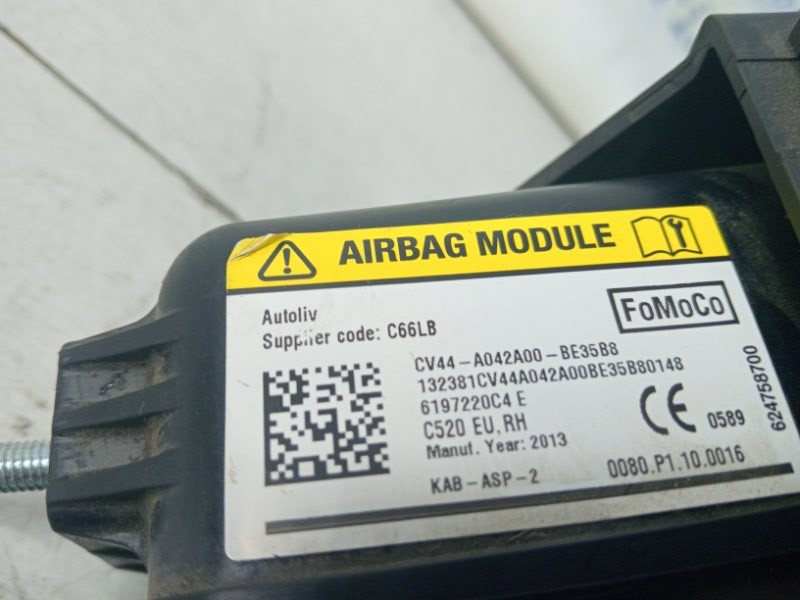 AIRBAG MODULE
Autoliv
Supplier code: C66LB
FoMoCo
CV44-A042A00-BE35B8
132381CV44A042A00BE35B80148
6197220C4 E
C520 EU,RH
Manuf. Year: 2013
KAB-ASP-2
CE 0589
0080.P1.10.0016
624758700